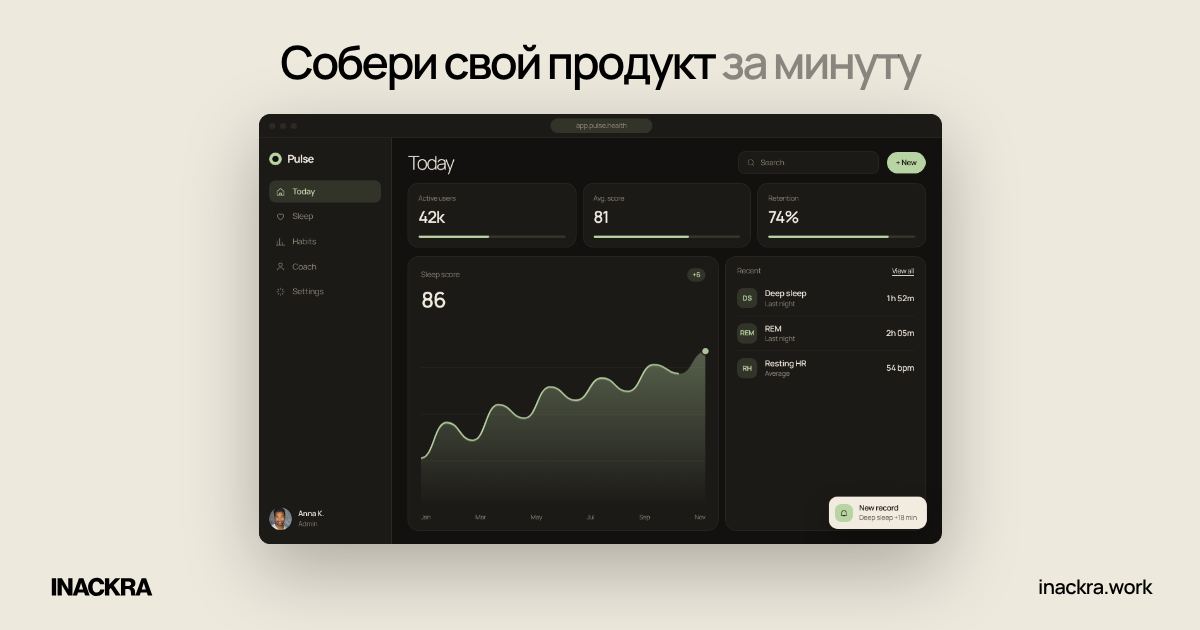 Собери свой продукт за минуту
app.pulse.health
Pulse
Today
Sleep
Habits
Coach
Settings
Anna K.
Admin
Today
Search
+ New
Active users
42k
Avg. score
81
Retention
74%
Sleep score
+6
86
Jan Mar May Jul Sep Nov
Recent
View all
DS
Deep sleep
Last night
1h 52m
REM
REM
Last night
2h 05m
RH
Resting HR
Average
54 bpm
New record
Deep sleep +18 min
INACKRA
inackra.work